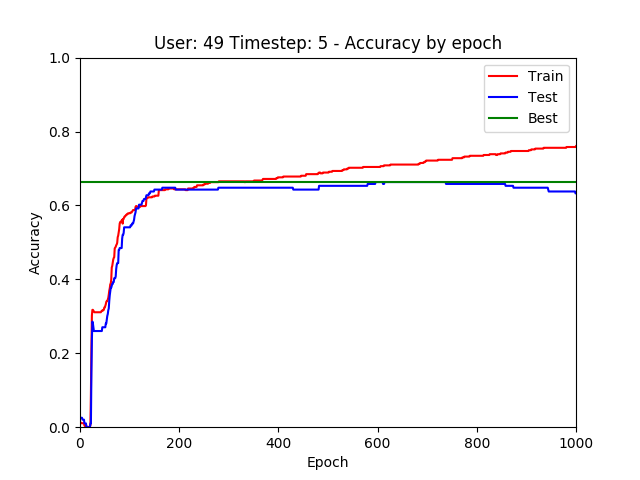 User: 49 Timestep: 5 - Accuracy by epoch
1.0
0.8
0.6
0.4
0.2
0.0
Accuracy
0 200 400 600 800 1000
Epoch
Train
Test
Best